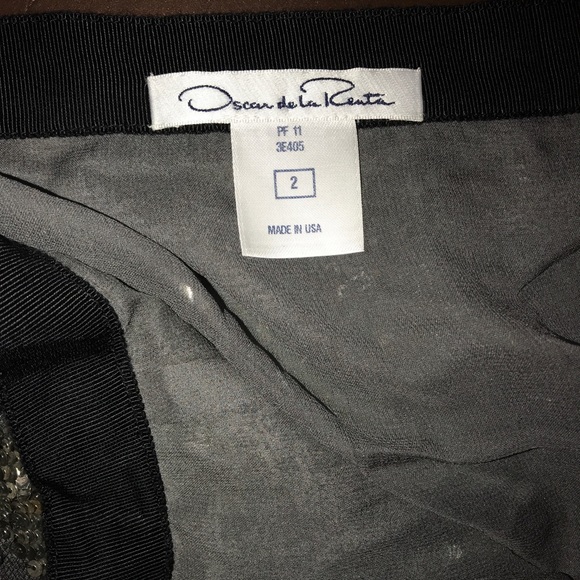 Oscar de la Renta
PF 11
3E405
2
MADE IN USA